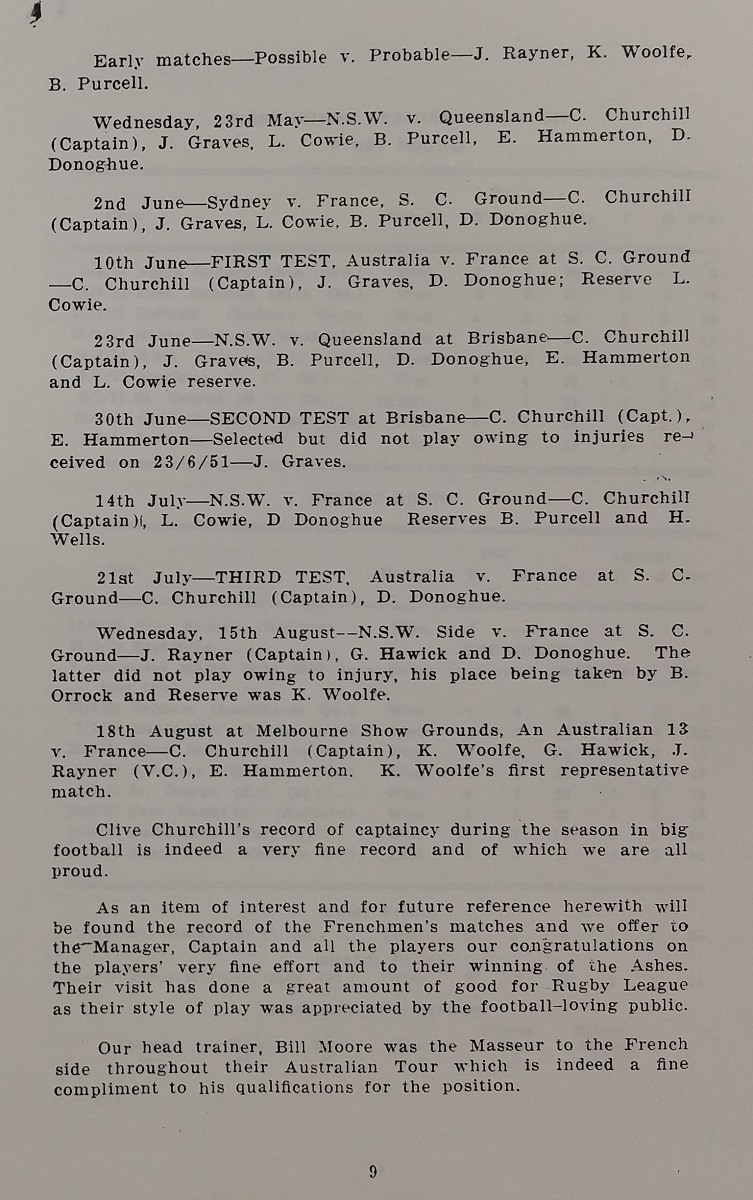 Early matches—Possible v. Probable—J. Rayner, K. Woolfe,
B. Purcell.
Wednesday, 23rd May—N.S.W. v. Queensland—C. Churchill
(Captain), J. Graves, L. Cowie, B. Purcell, E. Hammerton, D.
Donoghue.
2nd June—Sydney v. France, S. C. Ground—C. Churchill
(Captain), J. Graves, L. Cowie, B. Purcell, D. Donoghue.
10th June—FIRST TEST, Australia v. France at S. C. Ground
—C. Churchill (Captain), J. Graves, D. Donoghue; Reserve L.
Cowie.
23rd June—N.S.W. v. Queensland at Brisbane—C. Churchill
(Captain), J. Graves, B. Purcell, D. Donoghue, E. Hammerton
and L. Cowie reserve.
30th June—SECOND TEST at Brisbane—C. Churchill (Capt.),
E. Hammerton—Selected but did not play owing to injuries re-
ceived on 23/6/51—J. Graves.
14th July—N.S.W. v. France at S. C. Ground—C. Churchill
(Captain), L. Cowie, D Donoghue Reserves B. Purcell and H.
Wells.
21st July—THIRD TEST, Australia v. France at S. C.
Ground—C. Churchill (Captain), D. Donoghue.
Wednesday, 15th August--N.S.W. Side v. France at S. C.
Ground—J. Rayner (Captain), G. Hawick and D. Donoghue. The
latter did not play owing to injury, his place being taken by B.
Orrock and Reserve was K. Woolfe.
18th August at Melbourne Show Grounds, An Australian 13
v. France—C. Churchill (Captain), K. Woolfe, G. Hawick, J.
Rayner (V.C.), E. Hammerton. K. Woolfe's first representative
match.
Clive Churchill's record of captaincy during the season in big
football is indeed a very fine record and of which we are all
proud.
As an item of interest and for future reference herewith will
be found the record of the Frenchmen's matches and we offer to
the Manager, Captain and all the players our congratulations on
the players' very fine effort and to their winning of the Ashes.
Their visit has done a great amount of good for Rugby League
as their style of play was appreciated by the football-loving public.
Our head trainer, Bill Moore was the Masseur to the French
side throughout their Australian Tour which is indeed a fine
compliment to his qualifications for the position.
9